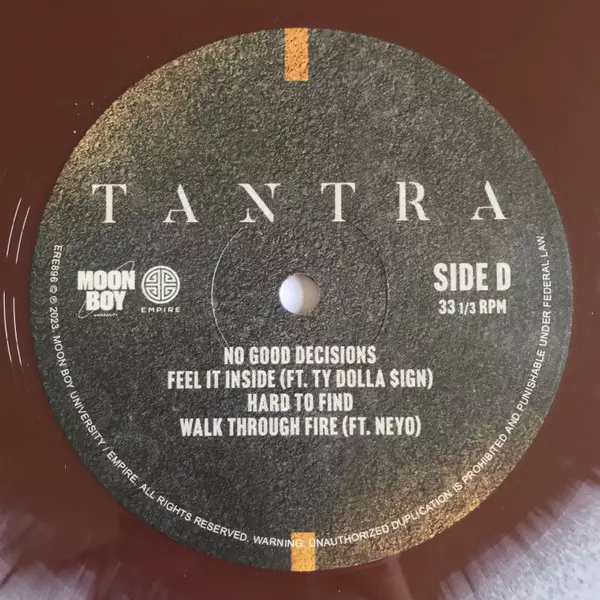 TANTRA
MOON
BOY
UNIVERSITY
EMPIRE
SIDE D
33 1/3 RPM
NO GOOD DECISIONS
FEEL IT INSIDE (FT. TY DOLLA $IGN)
HARD TO FIND
WALK THROUGH FIRE (FT. NEYO)
ERE896 ℗ © 2023. MOON BOY UNIVERSITY / EMPIRE. ALL RIGHTS RESERVED. WARNING: UNAUTHORIZED DUPLICATION IS PROHIBITED AND PUNISHABLE UNDER FEDERAL LAW